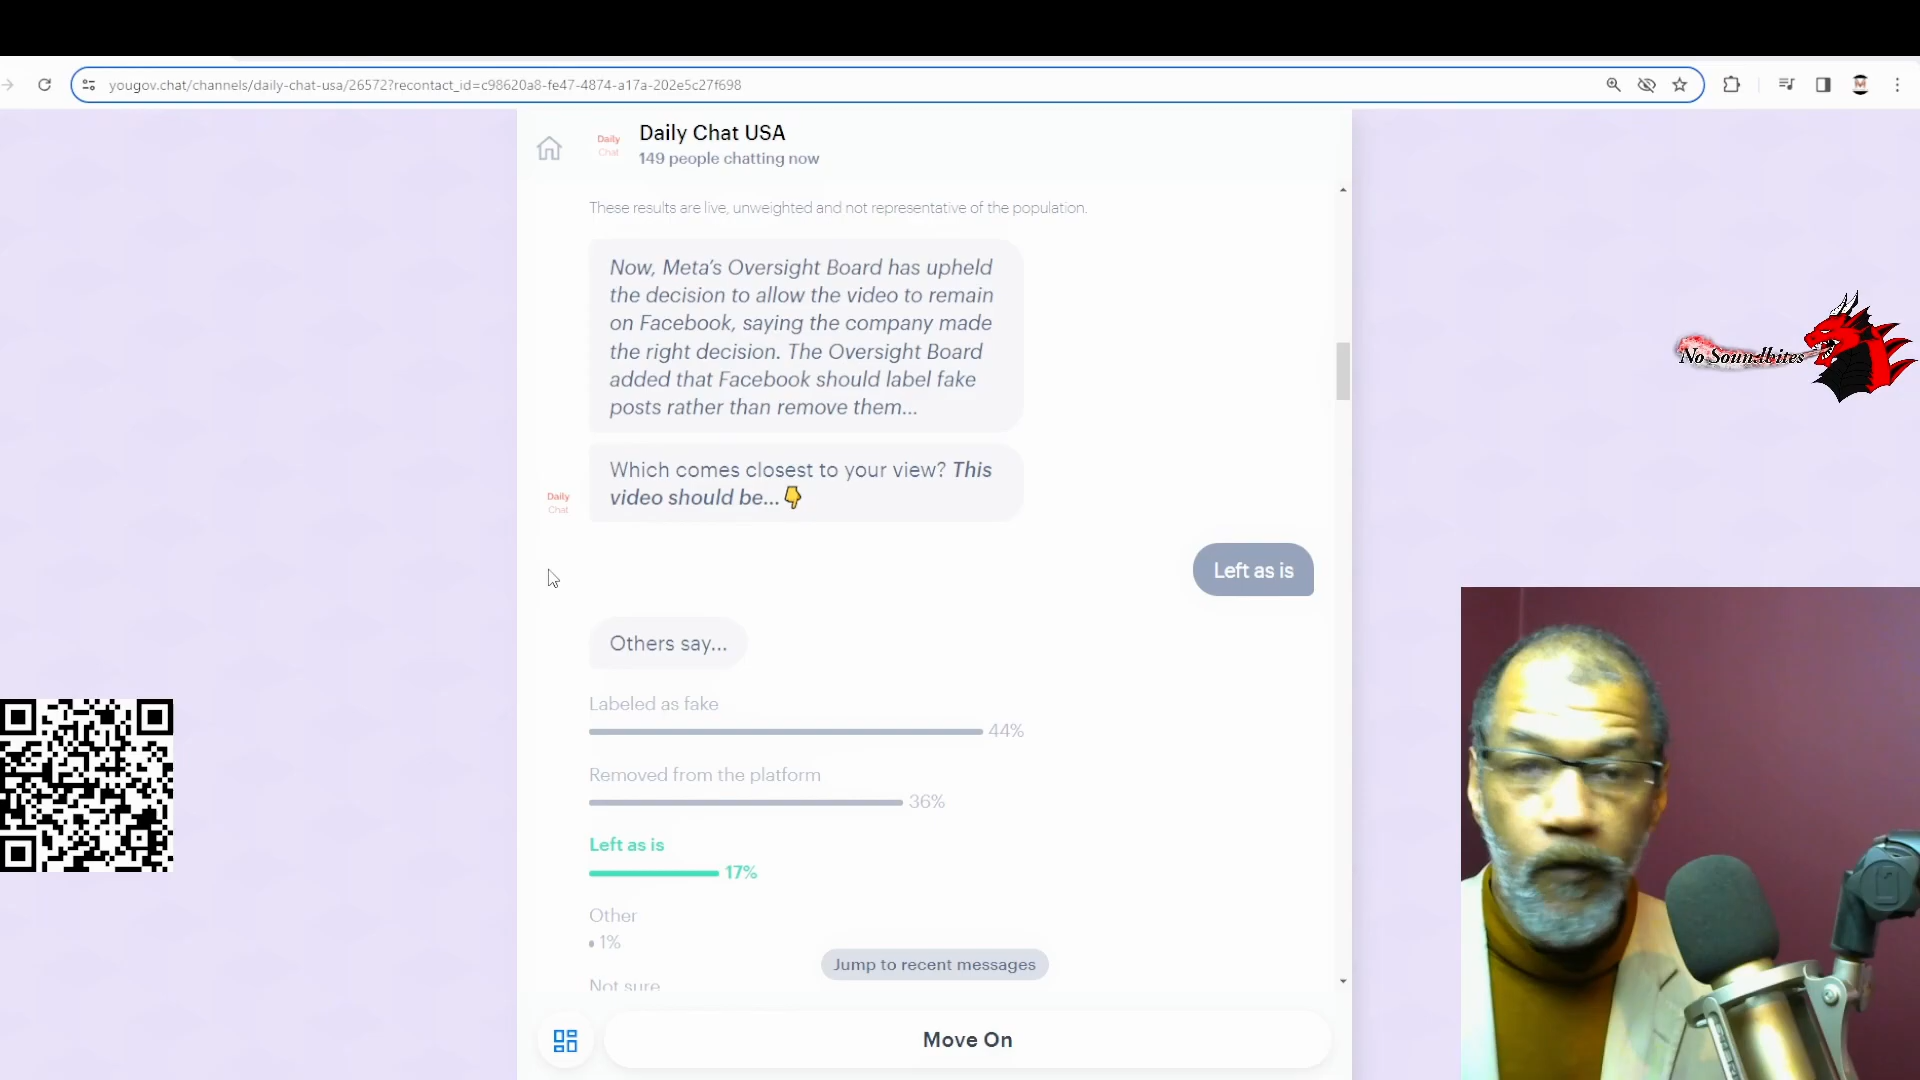 yougov.chat/channels/daily-chat-usa/26572?recontact_id=c98620a8-fe47-4874-a17a-202e5c27f698
Daily
Chat
Daily Chat USA
149 people chatting now
These results are live, unweighted and not representative of the population.
Now, Meta's Oversight Board has upheld
the decision to allow the video to remain
on Facebook, saying the company made
the right decision. The Oversight Board
added that Facebook should label fake
posts rather than remove them...
Which comes closest to your view? This
video should be...👇
Daily
Chat
Left as is
Others say...
Labeled as fake
44%
Removed from the platform
36%
Left as is
17%
Other
1%
Not sure
Jump to recent messages
Move On
No Soundbites